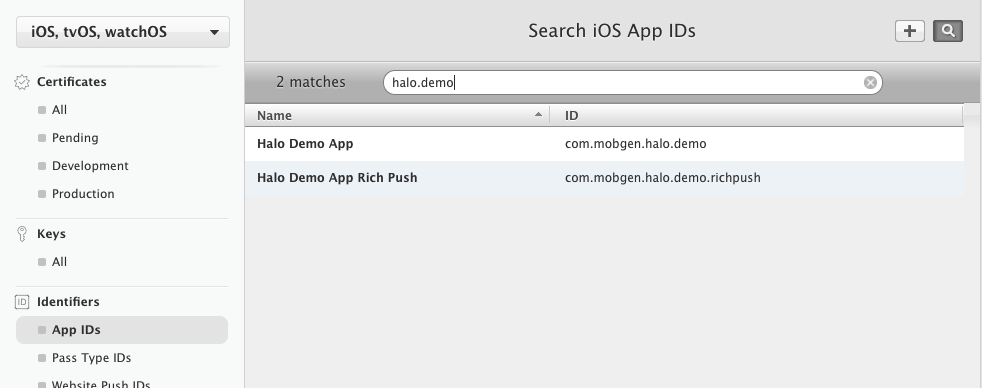 iOS, tvOS, watchOS
Certificates
All
Pending
Development
Production
Keys
All
ID Identifiers
App IDs
Pass Type IDs
Website Push IDs
Search iOS App IDs
2 matches
halo.demo
Name ID
Halo Demo App com.mobgen.halo.demo
Halo Demo App Rich Push com.mobgen.halo.demo.richpush